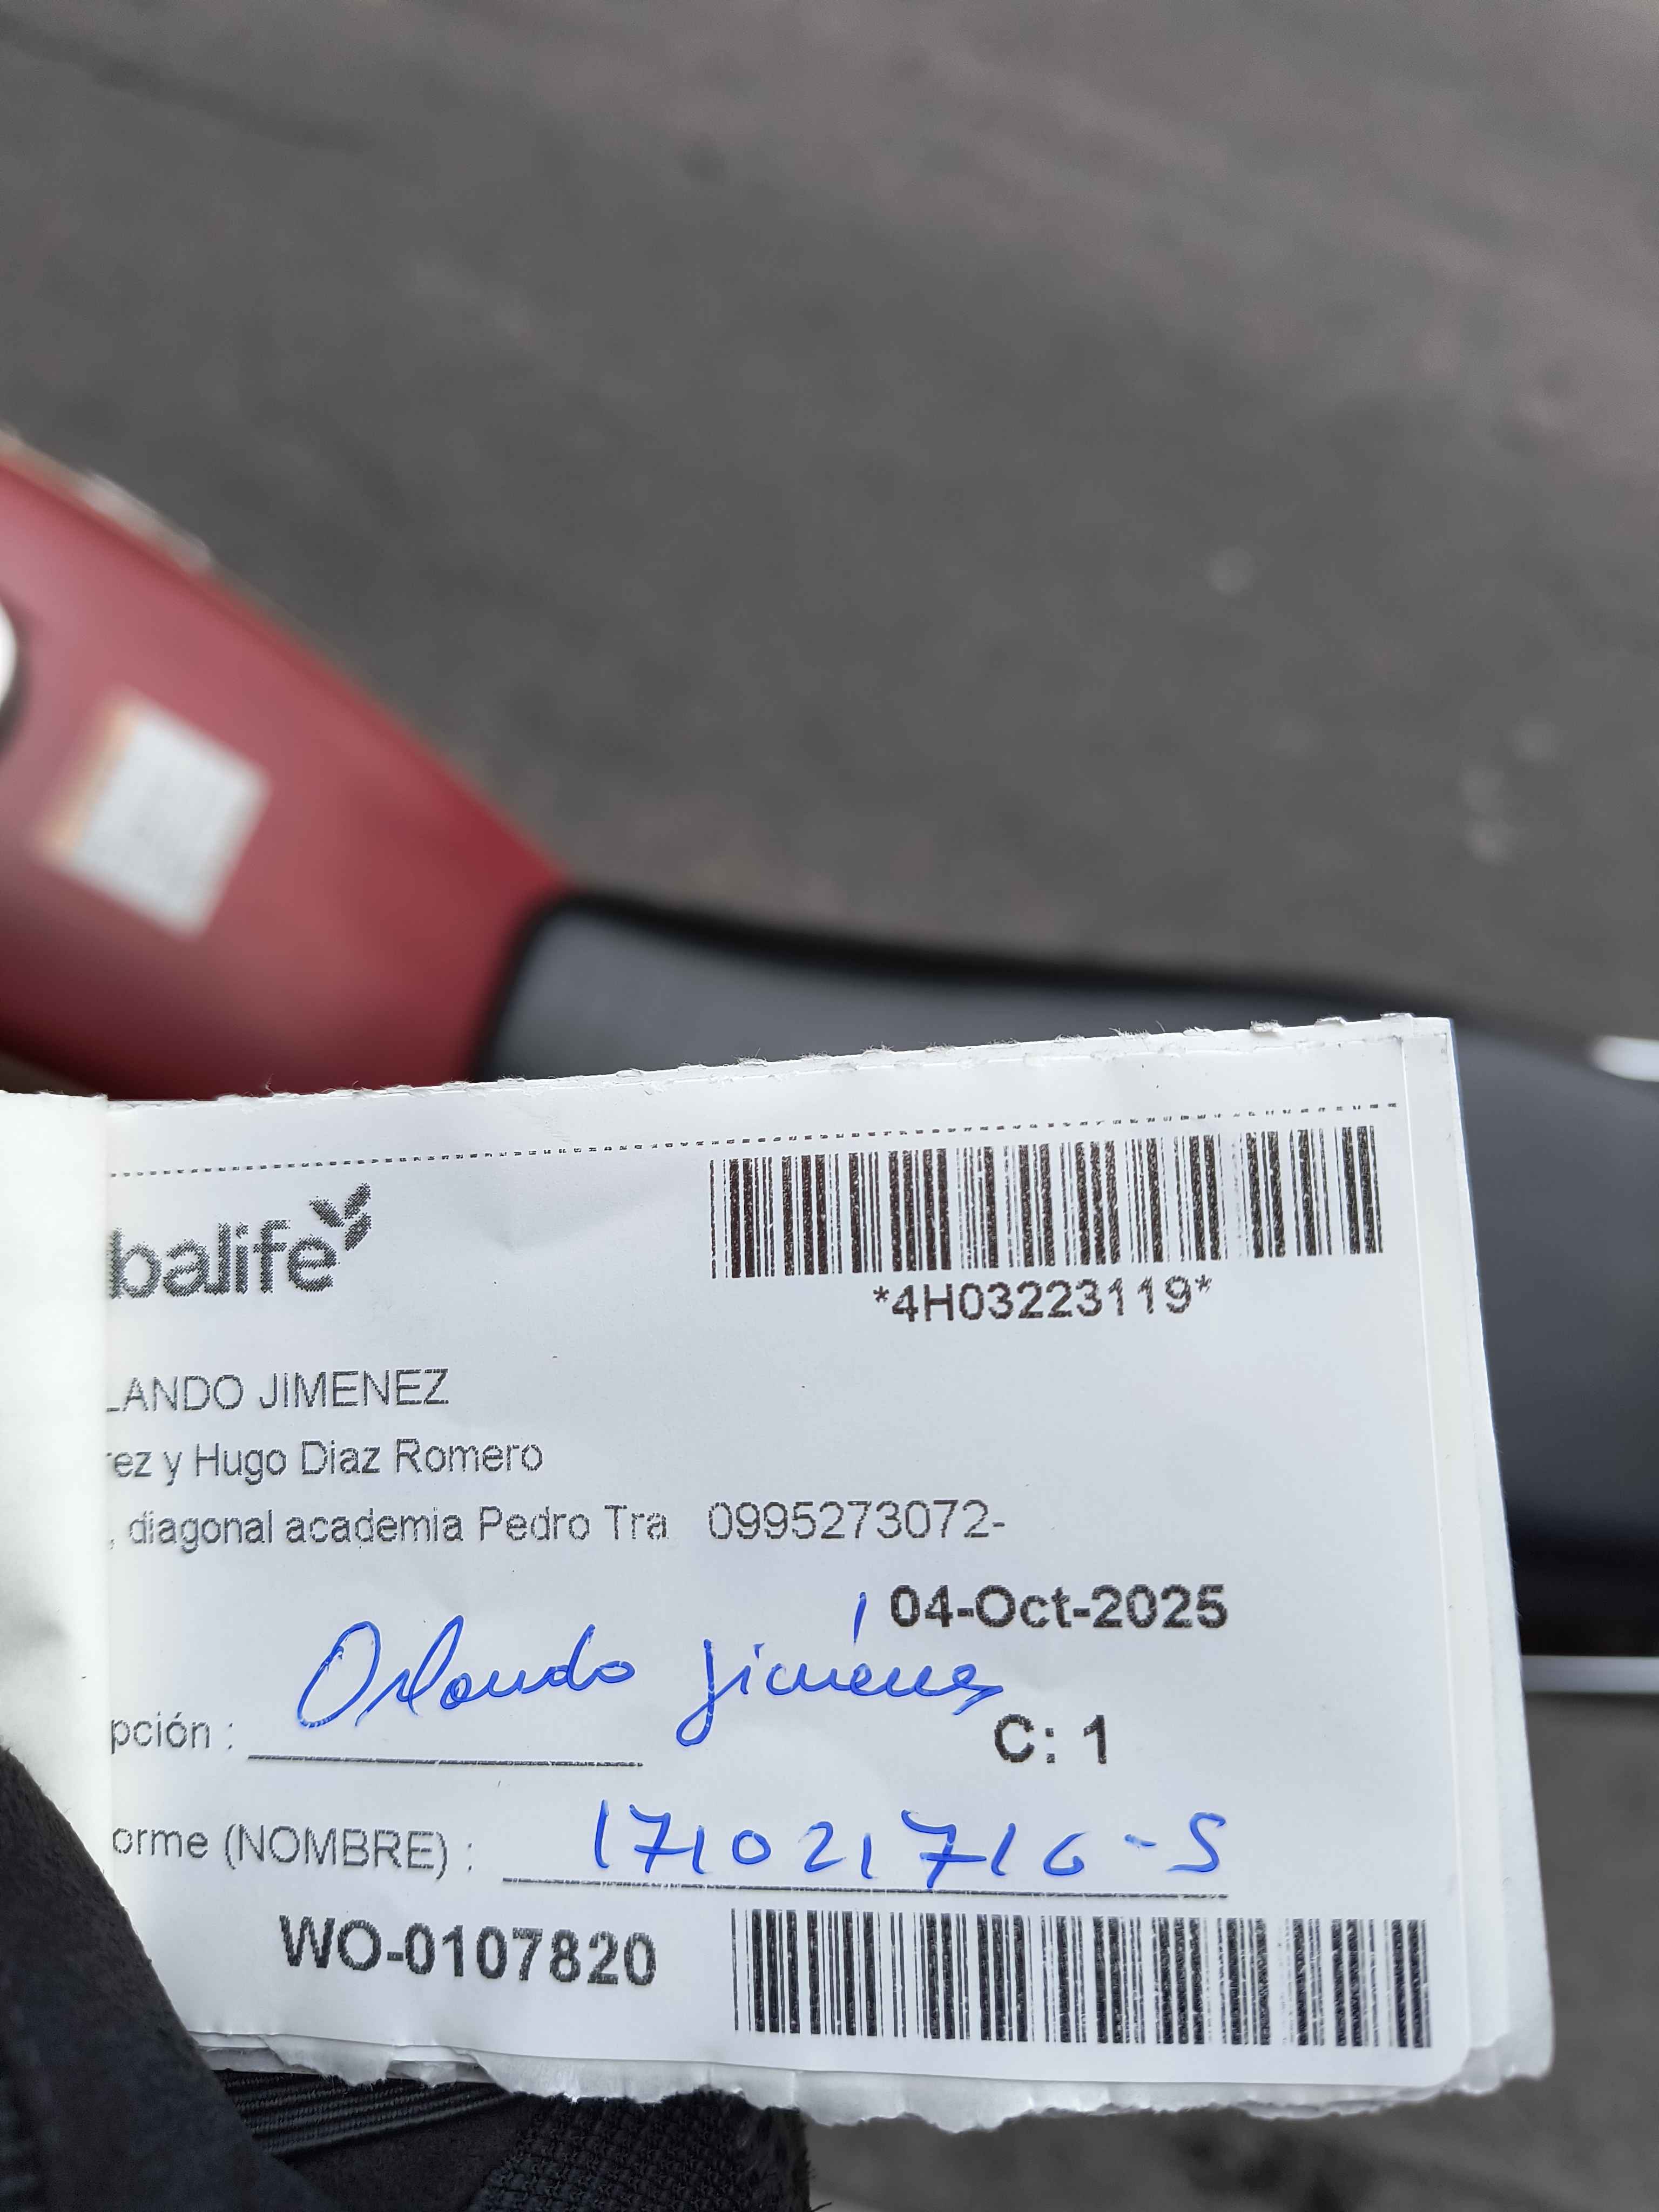 balife
*4H03223119*
LANDO JIMENEZ
rez y Hugo Diaz Romero
, diagonal academia Pedro Tra 0995273072-
04-Oct-2025
Orlando Jiménez
pción :
C: 1
orme (NOMBRE) : 171021716-5
WO-0107820